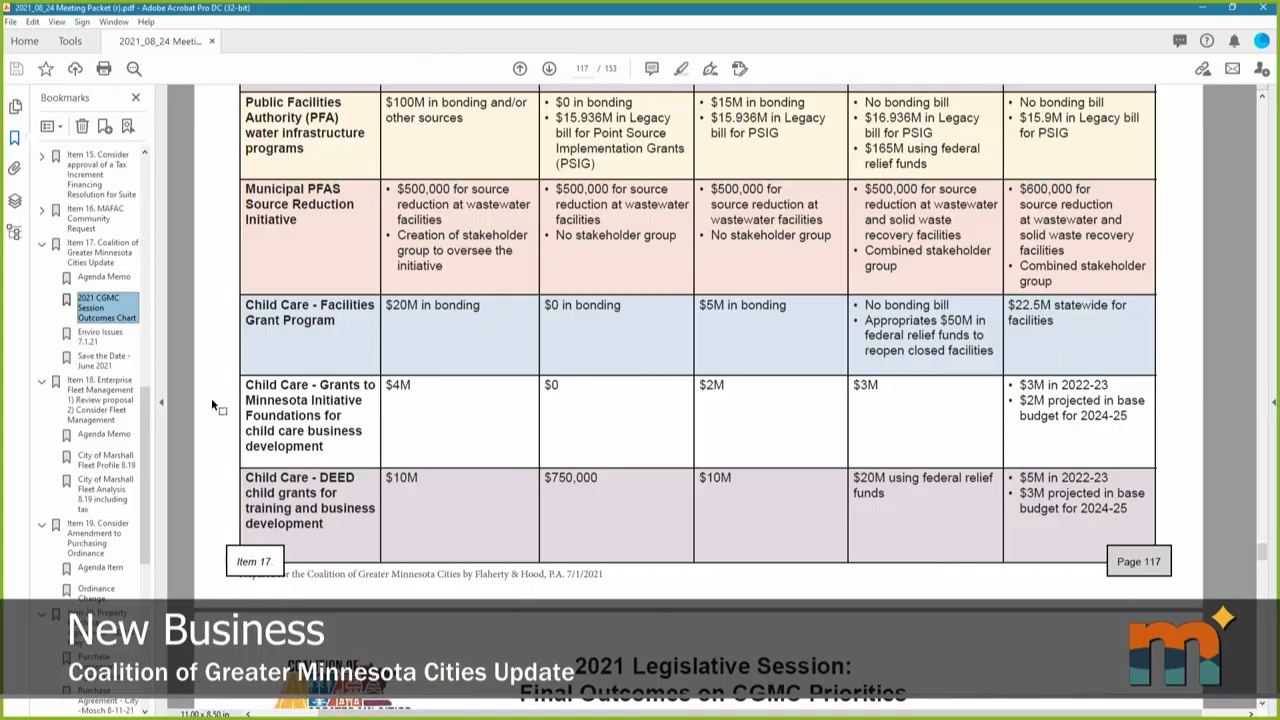 2021_08_24 Meeting Packet (r).pdf - Adobe Acrobat Pro DC (32-bit)
File Edit View Sign Window Help
Home Tools 2021_08_24 Meeti... ×
117 / 153
Bookmarks
Item 15. Consider
approval of a Tax
Increment
Financing
Resolution for Suite
Item 16. MAFAC
Community
Request
Item 17. Coalition of
Greater Minnesota
Cities Update
Agenda Memo
2021 CGMC
Session
Outcomes Chart
Enviro Issues
7.1.21
Save the Date -
June 2021
Item 18. Enterprise
Fleet Management
1) Review proposal
2) Consider Fleet
Management
Agenda Memo
City of Marshall
Fleet Profile 8.19
City of Marshall
Fleet Analysis
8.19 including
tax
Item 19. Consider
Amendment to
Purchasing
Ordinance
Agenda Item
Ordinance
Change
Purchase
Agreement - City
-Mosch 8-11-21
Public Facilities
Authority (PFA)
water infrastructure
programs
$100M in bonding and/or
other sources
• $0 in bonding
• $15.936M in Legacy
bill for Point Source
Implementation Grants
(PSIG)
• $15M in bonding
• $15.936M in Legacy
bill for PSIG
• No bonding bill
• $16.936M in Legacy
bill for PSIG
• $165M using federal
relief funds
• No bonding bill
• $15.9M in Legacy bill
for PSIG
Municipal PFAS
Source Reduction
Initiative
• $500,000 for source
reduction at wastewater
facilities
• Creation of stakeholder
group to oversee the
initiative
• $500,000 for source
reduction at wastewater
facilities
• No stakeholder group
• $500,000 for
source reduction at
wastewater facilities
• No stakeholder group
• $500,000 for source
reduction at wastewater
and solid waste
recovery facilities
• Combined stakeholder
group
• $600,000 for
source reduction
at wastewater and
solid waste recovery
facilities
• Combined stakeholder
group
Child Care - Facilities
Grant Program
$20M in bonding
$0 in bonding
$5M in bonding
• No bonding bill
• Appropriates $50M in
federal relief funds to
reopen closed facilities
$22.5M statewide for
facilities
Child Care - Grants to
Minnesota Initiative
Foundations for
child care business
development
$4M
$0
$2M
$3M
• $3M in 2022-23
• $2M projected in base
budget for 2024-25
Child Care - DEED
child grants for
training and business
development
$10M
$750,000
$10M
$20M using federal relief
funds
• $5M in 2022-23
• $3M projected in base
budget for 2024-25
Item 17.
Page 117
for the Coalition of Greater Minnesota Cities by Flaherty & Hood, P.A. 7/1/2021
New Business
Coalition of Greater Minnesota Cities Update
2021 Legislative Session:
Final Outcomes on CGMC Priorities
11.00 x 8.50 in